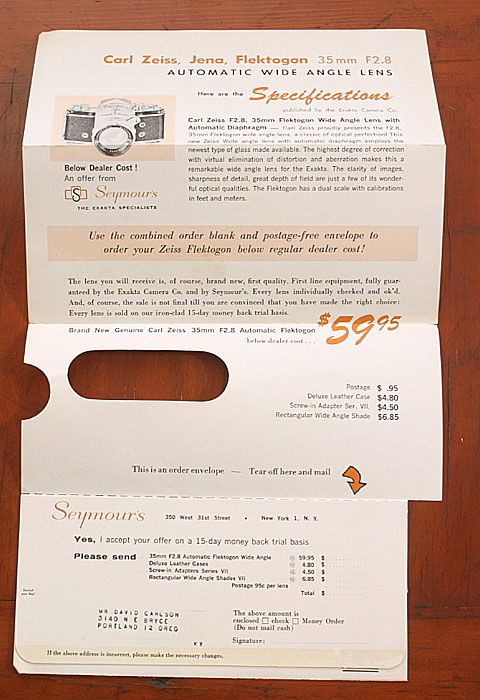 Carl Zeiss, Jena, Flektogon 35mm F2.8
AUTOMATIC WIDE ANGLE LENS
Here are the Specifications
published by the Exakta Camera Co.
Carl Zeiss F2.8, 35mm Flektogon Wide Angle Lens with
Automatic Diaphragm — Carl Zeiss proudly presents the F2.8,
35mm Flektogon wide angle lens, a classic of optical perfection! This
new Zeiss Wide angle lens with automatic diaphragm employs the
newest type of glass made available. The highest degree of correction
with virtual elimination of distortion and aberration makes this a
remarkable wide angle lens for the Exakta. The clarity of images,
sharpness of detail, great depth of field are just a few of its wonder-
ful optical qualities. The Flektogon has a dual scale with calibrations
in feet and meters.
Below Dealer Cost!
An offer from
S Seymour's
THE EXAKTA SPECIALISTS
Use the combined order blank and postage-free envelope to
order your Zeiss Flektogon below regular dealer cost!
The lens you will receive is, of course, brand new, first quality. First line equipment, fully guar-
anteed by the Exakta Camera Co. and by Seymour's. Every lens individually checked and ok'd.
And, of course, the sale is not final till you are convinced that you have made the right choice:
Every lens is sold on our iron-clad 15-day money back trial basis.
Brand New Genuine Carl Zeiss 35mm F2.8 Automatic Flektogon $59.95
below dealer cost . . .
Postage $ .95
Deluxe Leather Case $4.80
Screw-in Adapter Ser. VII, $4.50
Rectangular Wide Angle Shade $6.85
This is an order envelope — Tear off here and mail
Seymour's 350 West 31st Street • New York 1, N. Y.
Yes, I accept your offer on a 15-day money back trial basis
Please send 35mm F2.8 Automatic Flektogon Wide Angle @ 59.95 $
Deluxe Leather Cases @ 4.80 $
Screw-in Adapters Series VII @ 4.50 $
Rectangular Wide Angle Shades VII @ 6.85 $
Postage 95c per lens
Total $
Detach
and Mail
MR DAVID CARLSON
3140 N E BRYCE
PORTLAND 12 OREG
The above amount is
enclosed □ check □ Money Order
(Do not mail cash)
Signature:
If the above address is incorrect, please make the necessary changes.